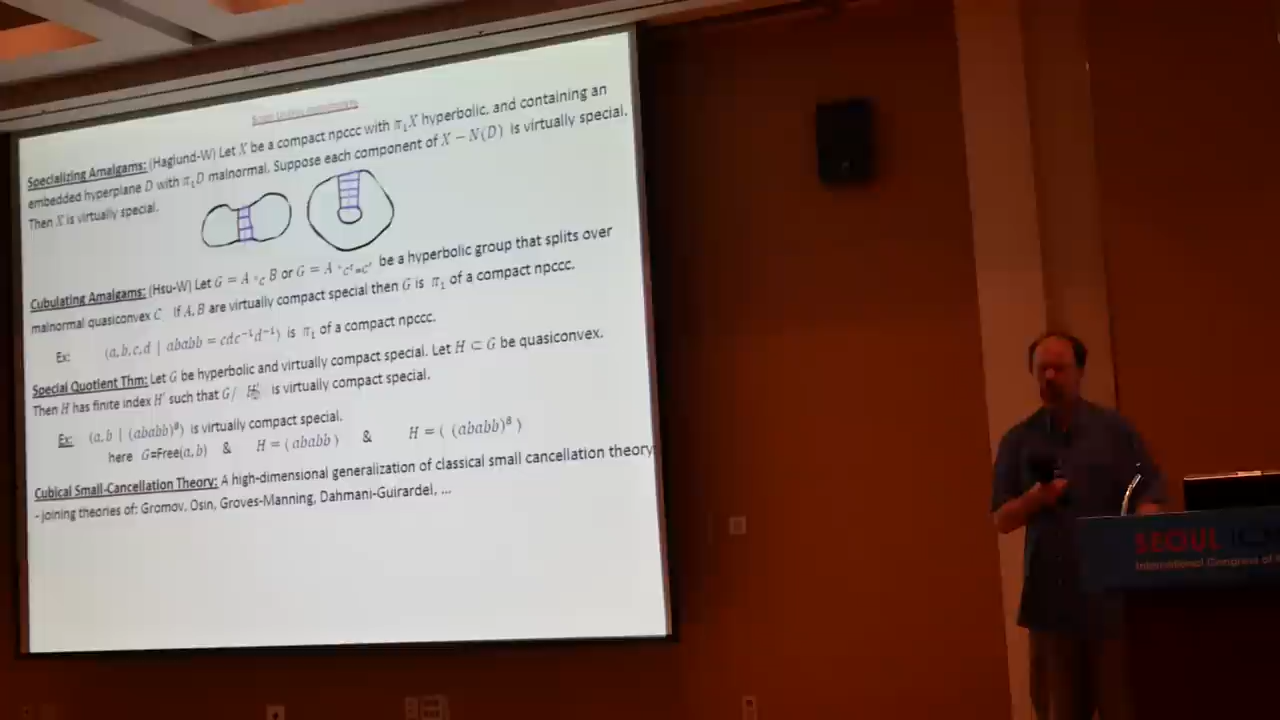 Specializing Amalgams: (Haglund-W) Let X be a compact npccc with π₁X hyperbolic, and containing an
embedded hyperplane D with π₁D malnormal. Suppose each component of X − N(D) is virtually special.
Then X is virtually special.
Cubulating Amalgams: (Hsu-W) Let G = A *_C B or G = A *_{C^t=C'} be a hyperbolic group that splits over
malnormal quasiconvex C If A, B are virtually compact special then G is π₁ of a compact npccc.
Ex: ⟨a, b, c, d | ababb = cdc⁻¹d⁻¹⟩ is π₁ of a compact npccc.
Special Quotient Thm: Let G be hyperbolic and virtually compact special. Let H ⊂ G be quasiconvex.
Then H has finite index H' such that G/ H' is virtually compact special.
Ex: ⟨a, b | (ababb)⁸⟩ is virtually compact special.
here G=Free(a, b) & H = ⟨ababb⟩ & H = ⟨ (ababb)⁸ ⟩
Cubical Small-Cancellation Theory: A high-dimensional generalization of classical small cancellation theory
- joining theories of: Gromov, Osin, Groves-Manning, Dahmani-Guirardel, ...
SEOUL
International Congress of